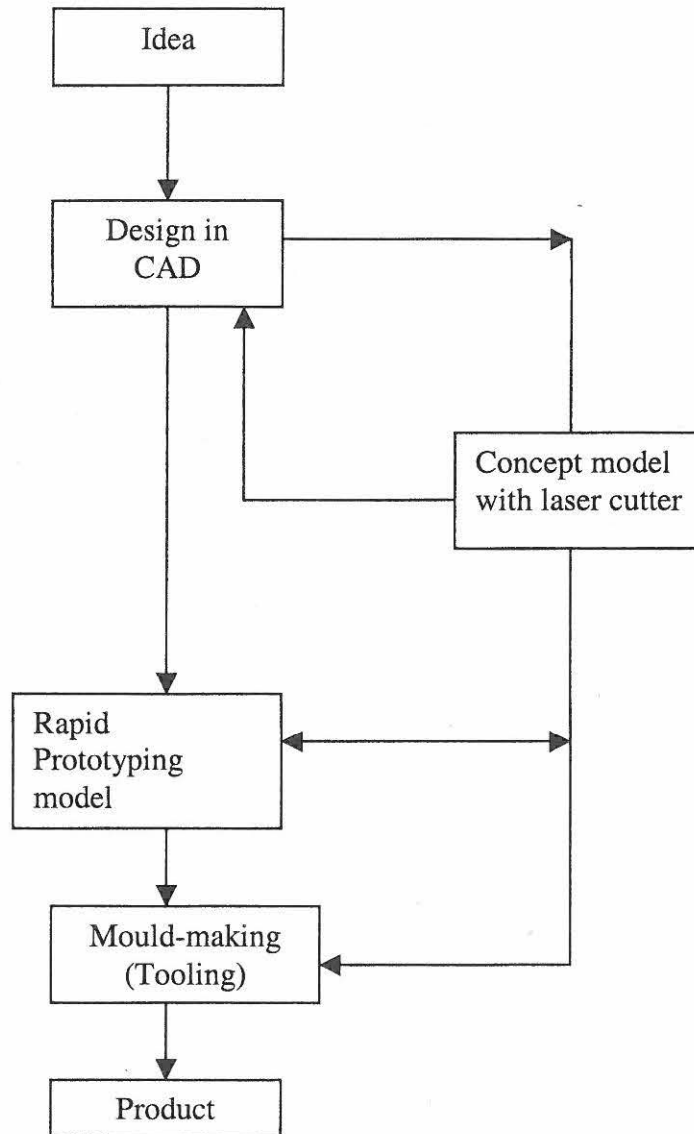 Idea
Design in
CAD
Concept model
with laser cutter
Rapid
Prototyping
model
Mould-making
(Tooling)
Product